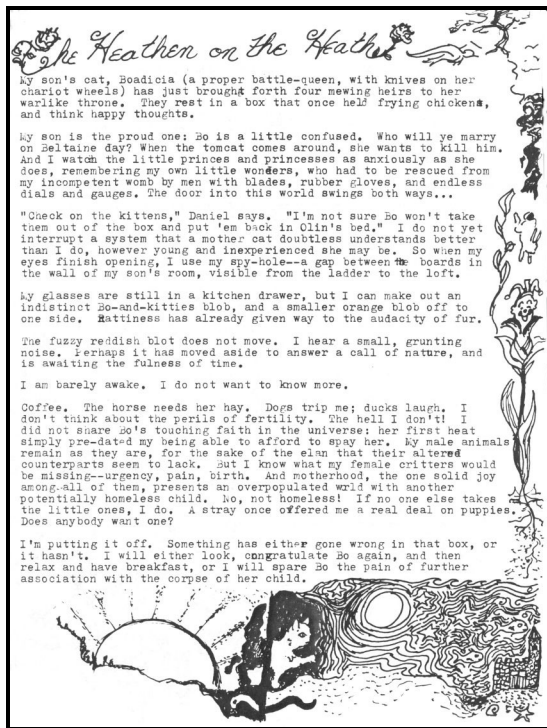 The Heathen on the Heath
My son's cat, Boadicia (a proper battle-queen, with knives on her
chariot wheels) has just brought forth four mewing heirs to her
warlike throne.  They rest in a box that once held frying chickens,
and think happy thoughts.
My son is the proud one: Bo is a little confused.  Who will ye marry
on Beltaine day? When the tomcat comes around, she wants to kill him.
And I watch the little princes and princesses as anxiously as she
does, remembering my own little wonders, who had to be rescued from
my incompetent womb by men with blades, rubber gloves, and endless
dials and gauges. The door into this world swings both ways...
"Check on the kittens," Daniel says.  "I'm not sure Bo won't take
them out of the box and put 'em back in Olin's bed."  I do not yet
interrupt a system that a mother cat doubtless understands better
than I do, however young and inexperienced she may be.  So when my
eyes finish opening, I use my spy-hole--a gap between the boards in
the wall of my son's room, visible from the ladder to the loft.
My glasses are still in a kitchen drawer, but I can make out an
indistinct Bo-and-kitties blob, and a smaller orange blob off to
one side.  Rattiness has already given way to the audacity of fur.
The fuzzy reddish blot does not move.  I hear a small, grunting
noise.  Perhaps it has moved aside to answer a call of nature, and
is awaiting the fulness of time.
I am barely awake.  I do not want to know more.
Coffee.  The horse needs her hay.  Dogs trip me; ducks laugh.  I
don't think about the perils of fertility.  The hell I don't!  I
did not share Bo's touching faith in the universe: her first heat
simply pre-dated my being able to afford to spay her.  My male animals
remain as they are, for the sake of the elan that their altered
counterparts seem to lack.  But I know what my female critters would
be missing--urgency, pain, birth.  And motherhood, the one solid joy
among all of them, presents an overpopulated wrld with another
potentially homeless child.  No, not homeless!  If no one else takes
the little ones, I do.  A stray once offered me a real deal on puppies.
Does anybody want one?
I'm putting it off.  Something has either gone wrong in that box, or
it hasn't.  I will either look, congratulate Bo again, and then
relax and have breakfast, or I will spare Bo the pain of further
association with the corpse of her child.